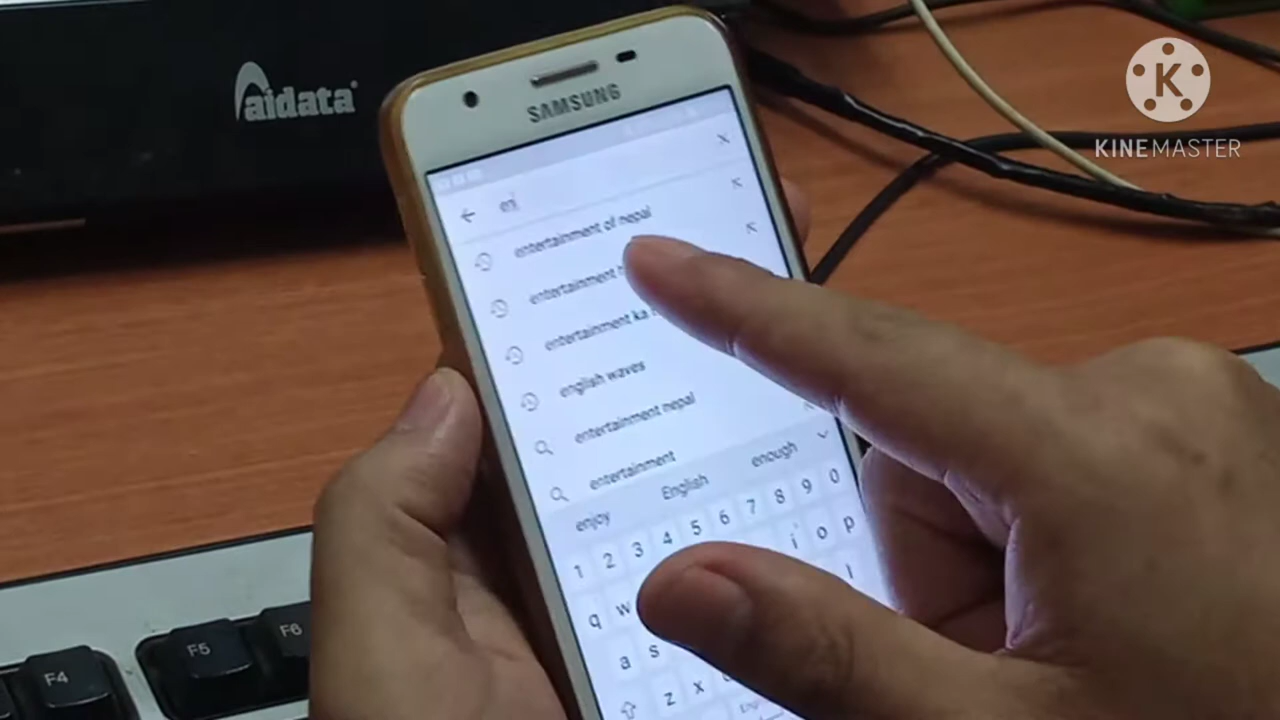 aidata
SAMSUNG
K
KINEMASTER
en
entertainment of nepal
entertainment
entertainment ka
english waves
entertainment nepal
entertainment
enjoy English enough
1 2 3 4 5 6 7 8 9 0
q w i o p
a s l
z x
F4 F5 F6